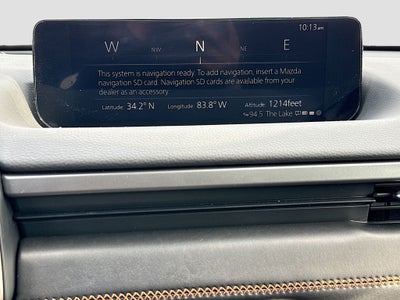 10:13 AM
W NW N NE E
This system is navigation ready. To add navigation, insert a Mazda
navigation SD card. Navigation SD cards are available from your
dealer as an accessory.
Latitude: 34.2° N Longitude: 83.8° W Altitude: 1214feet
94.5 The Lake